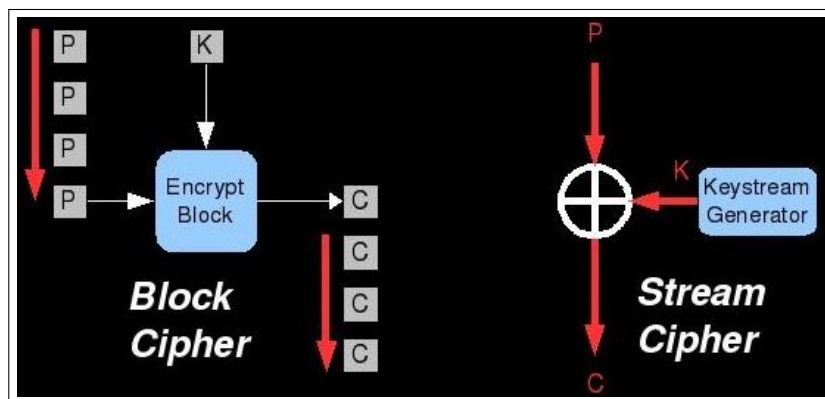 P
P
P
P
K
Encrypt
Block
C
C
C
C
Block
Cipher
P
K
Keystream
Generator
C
Stream
Cipher